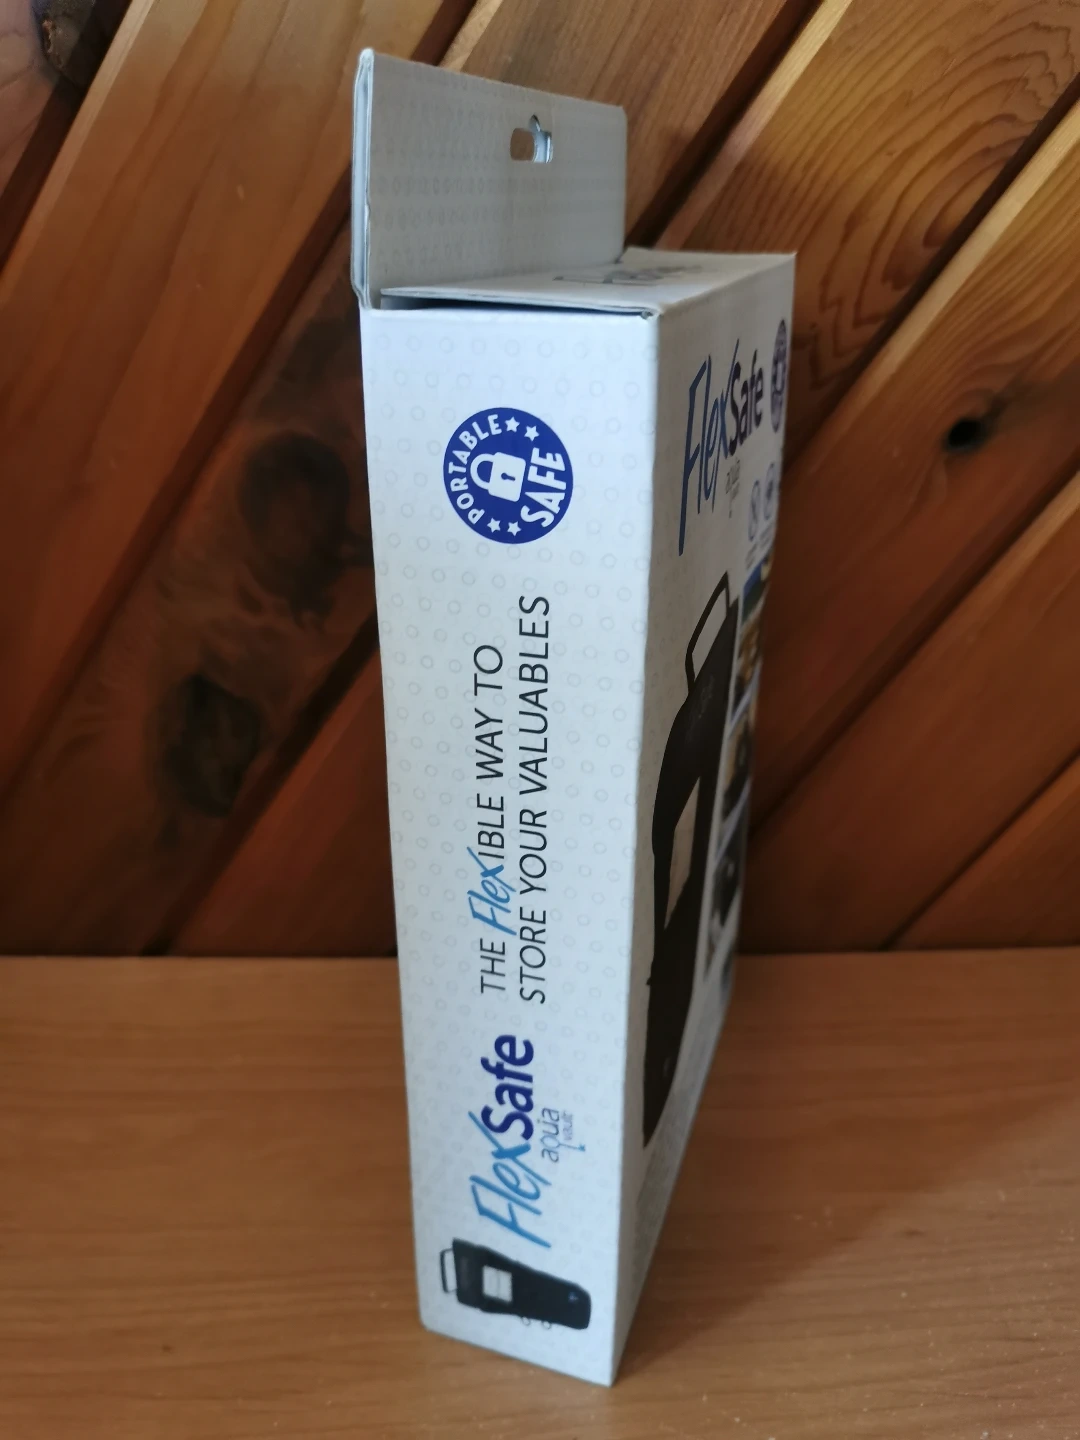 PORTABLE
SAFE
THE FlexIBLE WAY TO
STORE YOUR VALUABLES
FlexSafe
aqua
vault
FlexSafe